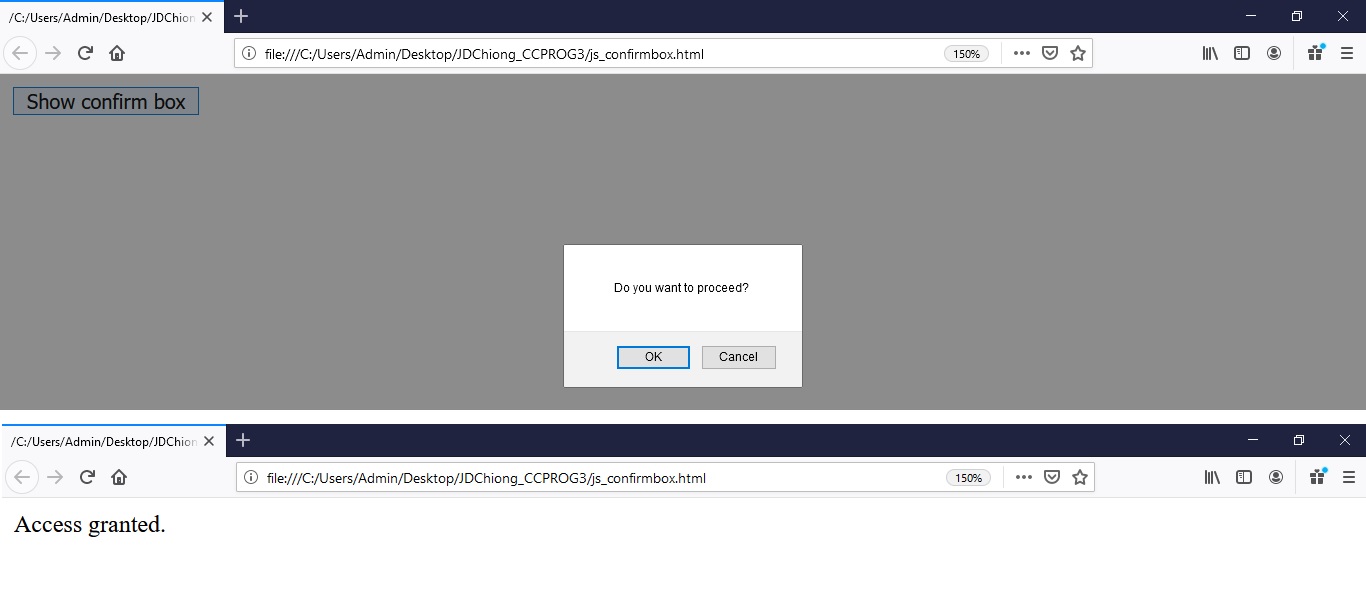 /C:/Users/Admin/Desktop/JDChion
file:///C:/Users/Admin/Desktop/JDChiong_CCPROG3/js_confirmbox.html
150%
Show confirm box
Do you want to proceed?
OK
Cancel
/C:/Users/Admin/Desktop/JDChion
file:///C:/Users/Admin/Desktop/JDChiong_CCPROG3/js_confirmbox.html
150%
Access granted.